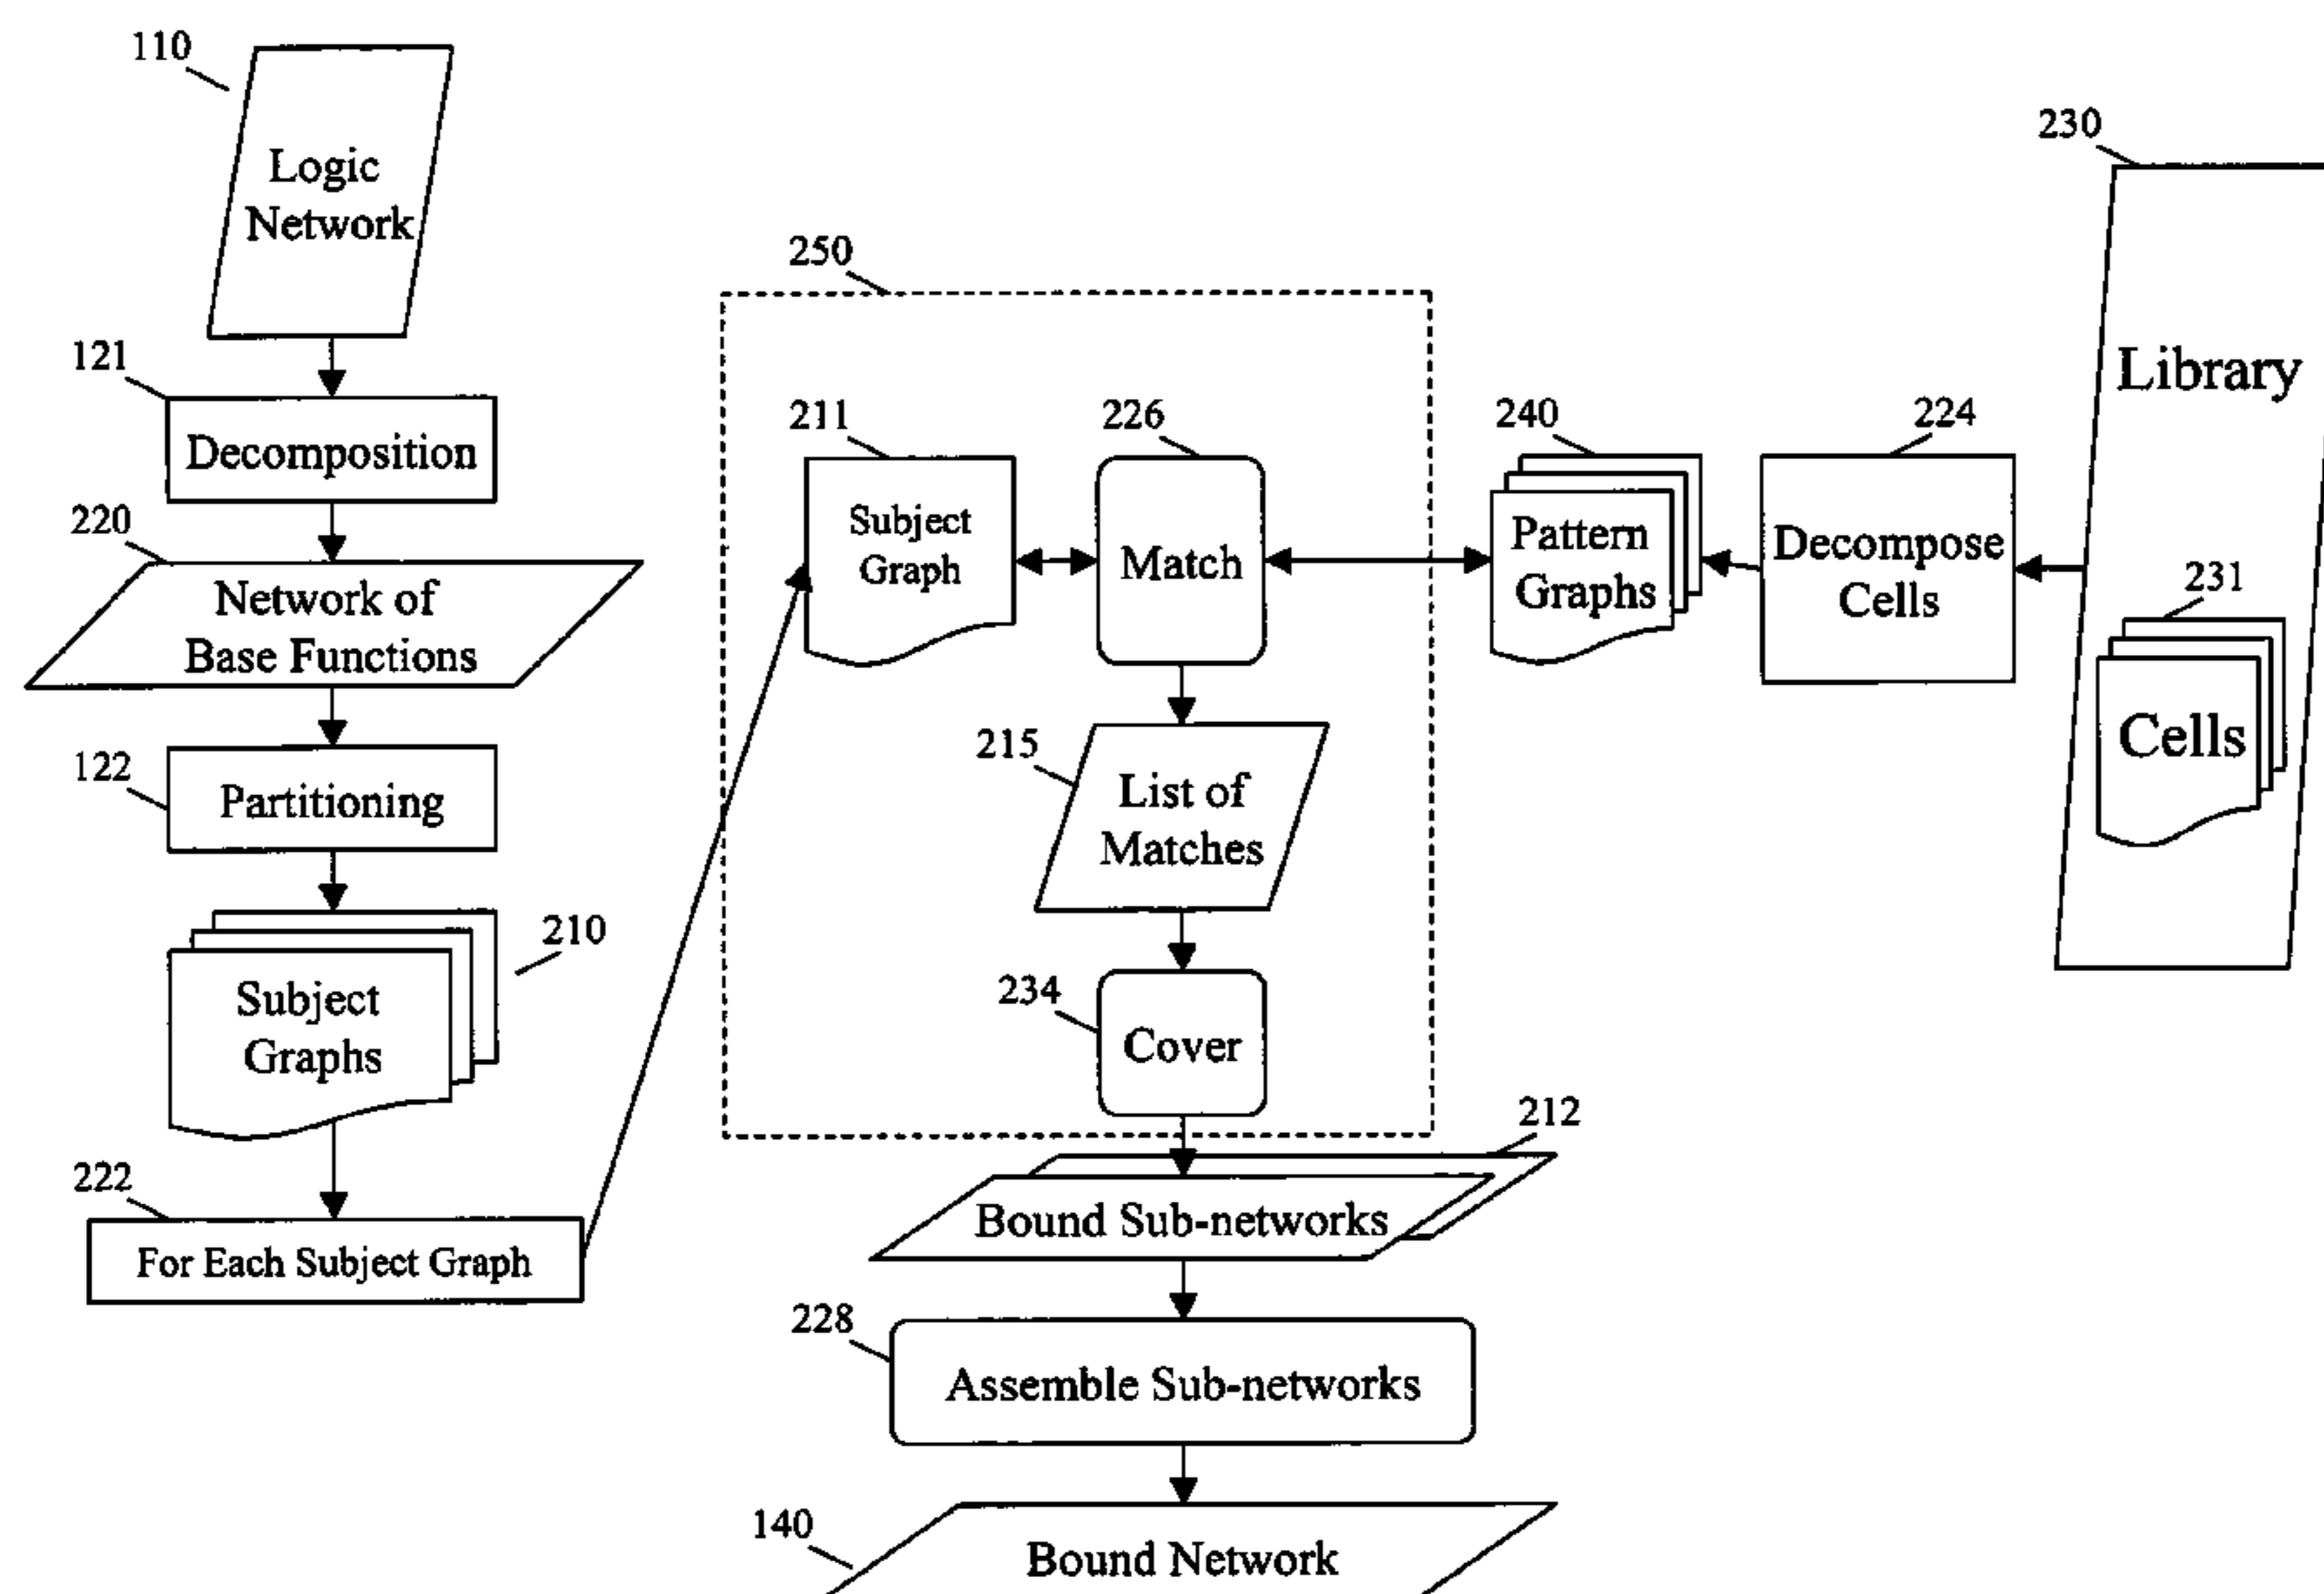 110
Logic
Network
121
Decomposition
220
Network of
Base Functions
122
Partitioning
210
Subject
Graphs
222
For Each Subject Graph
250
211
Subject
Graph
226
Match
215
List of
Matches
234
Cover
212
Bound Sub-networks
228
Assemble Sub-networks
140
Bound Network
240
Pattern
Graphs
224
Decompose
Cells
230
Library
231
Cells